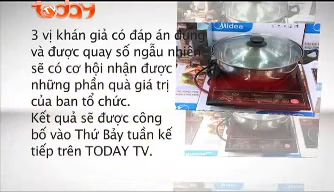 TODAY
3 vị khán giả có đáp án đúng
và được quay số ngẫu nhiên
sẽ có cơ hội nhận được
những phần quà giá trị
của ban tổ chức.
Kết quả sẽ được công
bố vào Thứ Bảy tuần kế
tiếp trên TODAY TV.
Midea